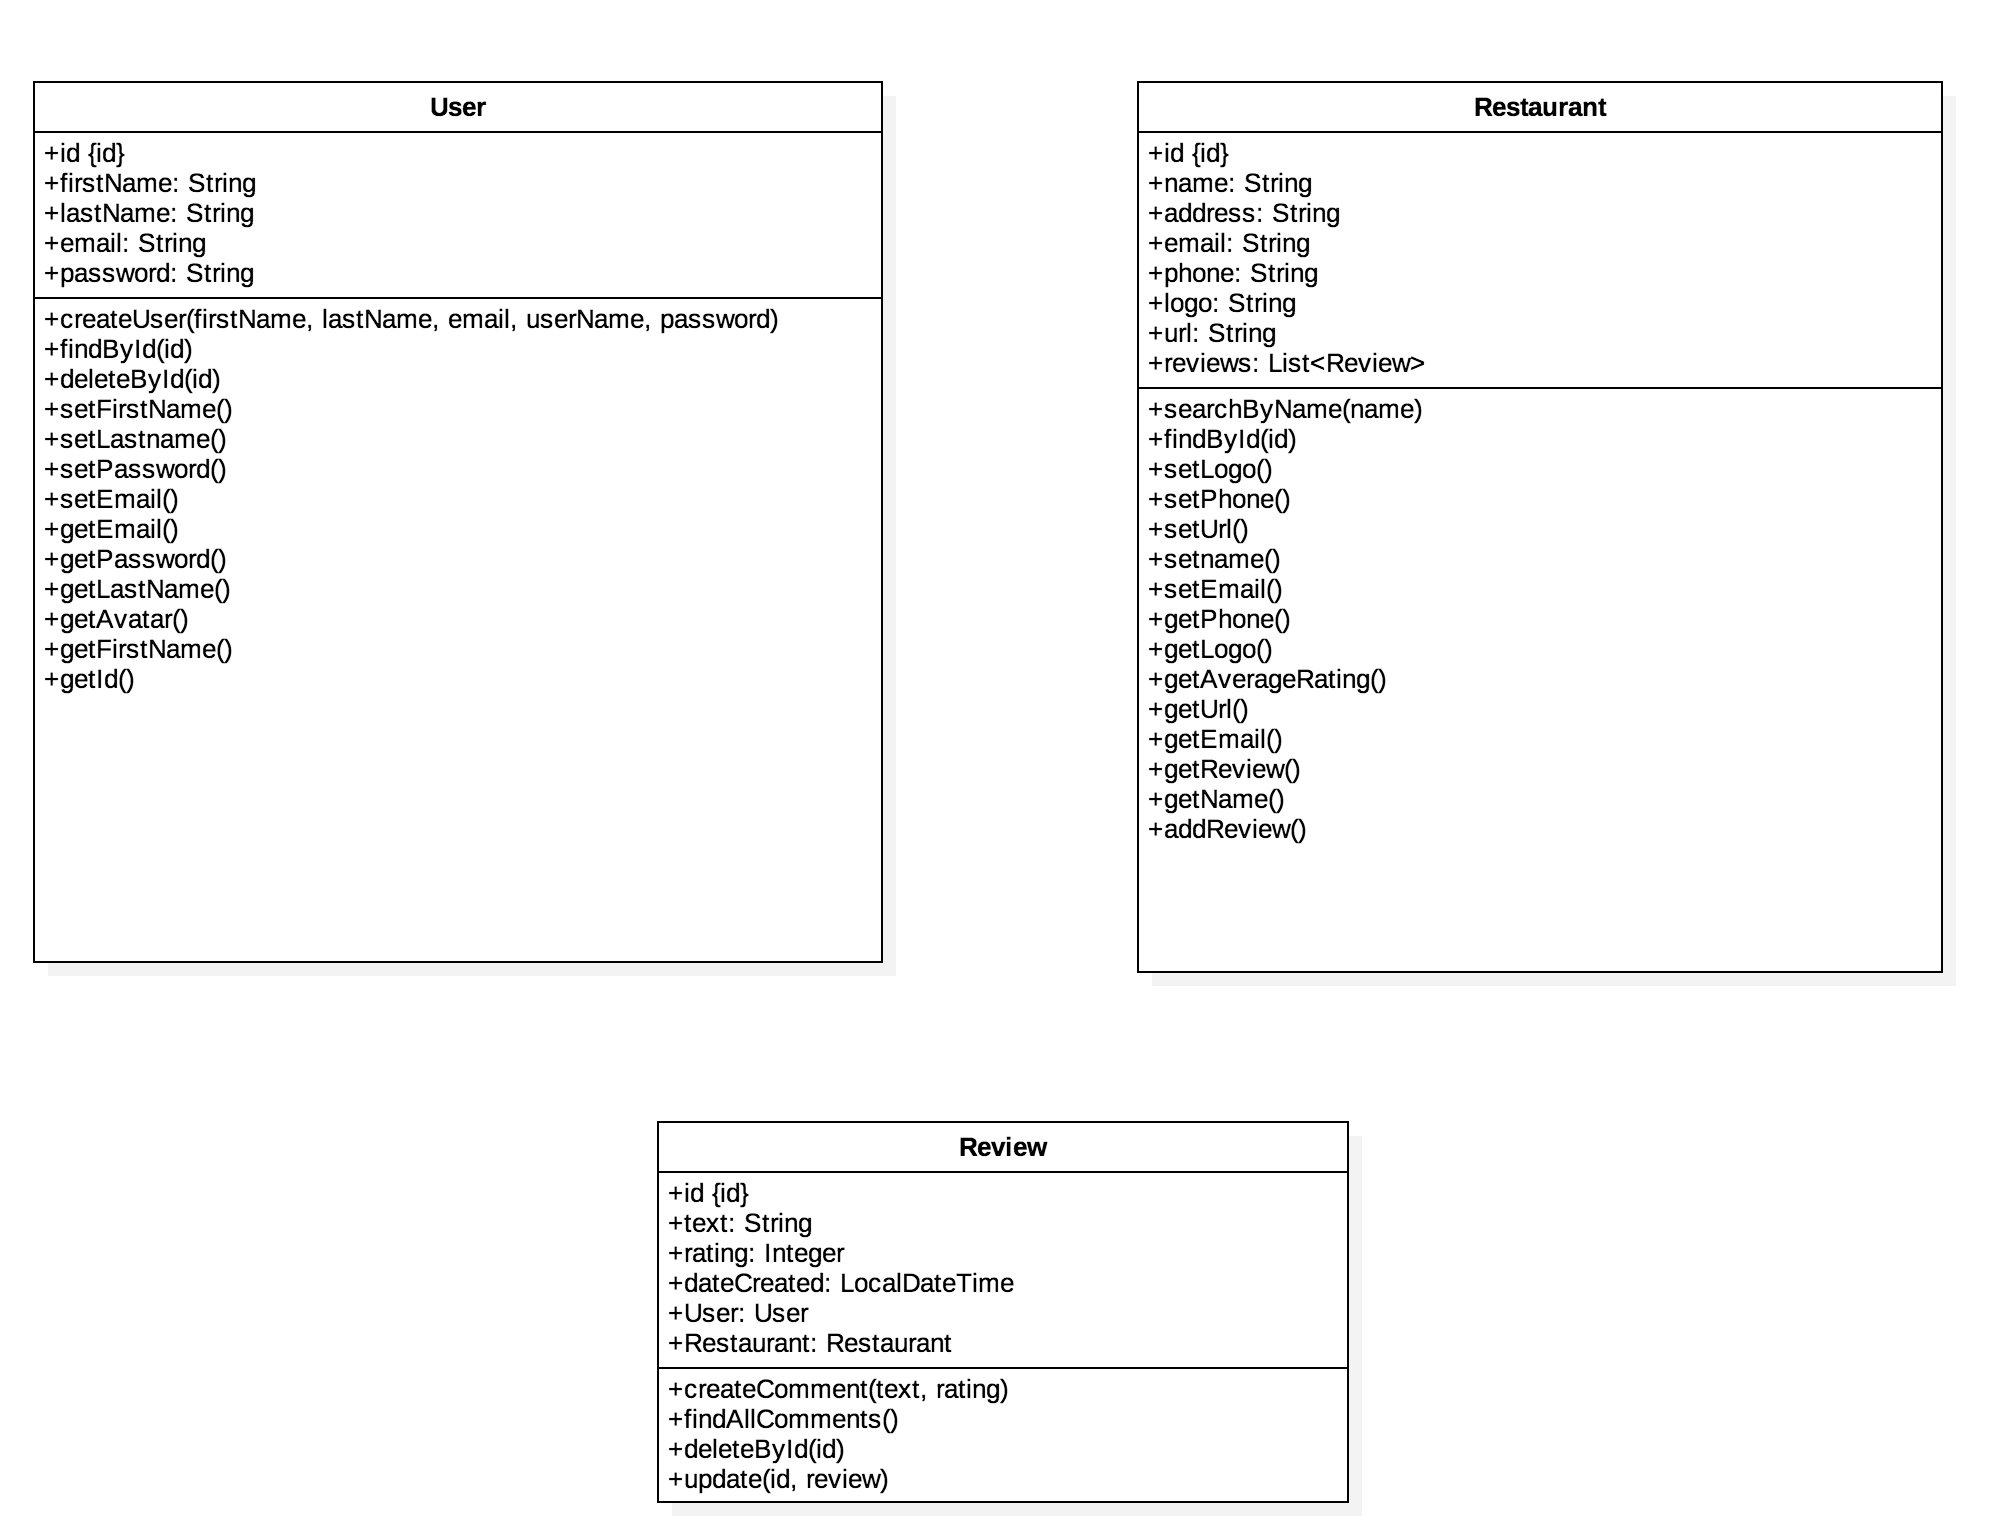 User
+id {id}
+firstName: String
+lastName: String
+email: String
+password: String
+createUser(firstName, lastName, email, userName, password)
+findById(id)
+deleteById(id)
+setFirstName()
+setLastname()
+setPassword()
+setEmail()
+getEmail()
+getPassword()
+getLastName()
+getAvatar()
+getFirstName()
+getId()
Restaurant
+id {id}
+name: String
+address: String
+email: String
+phone: String
+logo: String
+url: String
+reviews: List<Review>
+searchByName(name)
+findById(id)
+setLogo()
+setPhone()
+setUrl()
+setname()
+setEmail()
+getPhone()
+getLogo()
+getAverageRating()
+getUrl()
+getEmail()
+getReview()
+getName()
+addReview()
Review
+id {id}
+text: String
+rating: Integer
+dateCreated: LocalDateTime
+User: User
+Restaurant: Restaurant
+createComment(text, rating)
+findAllComments()
+deleteById(id)
+update(id, review)